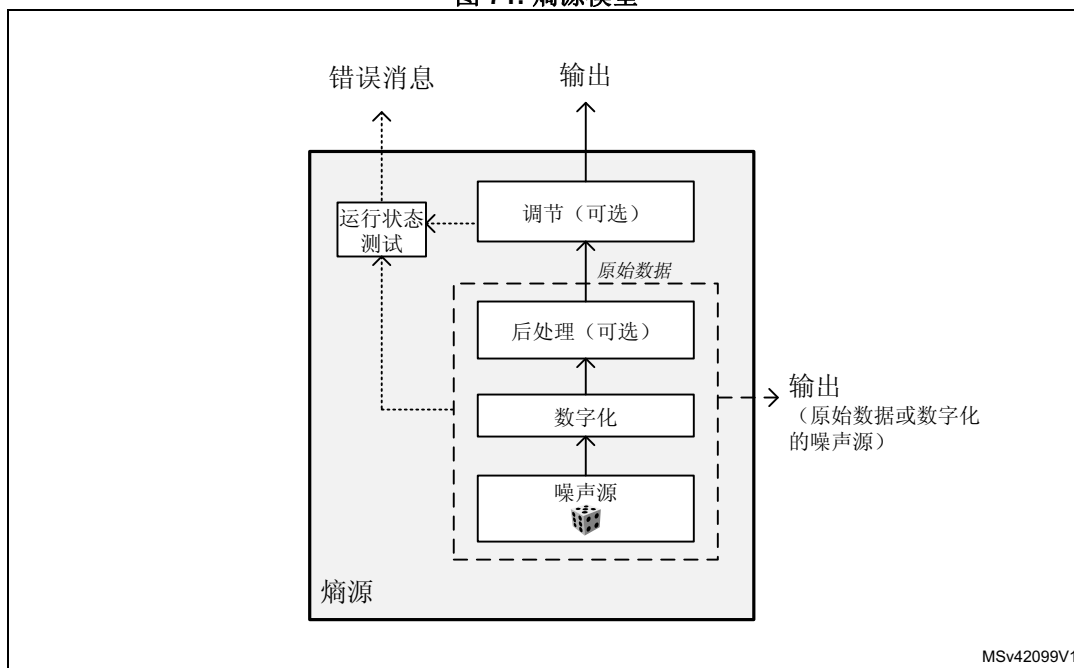 错误消息
输出
运行状态
测试
调节（可选）
原始数据
后处理（可选）
数字化
输出
（原始数据或数字化
的噪声源）
噪声源
熵源
MSv42099V1